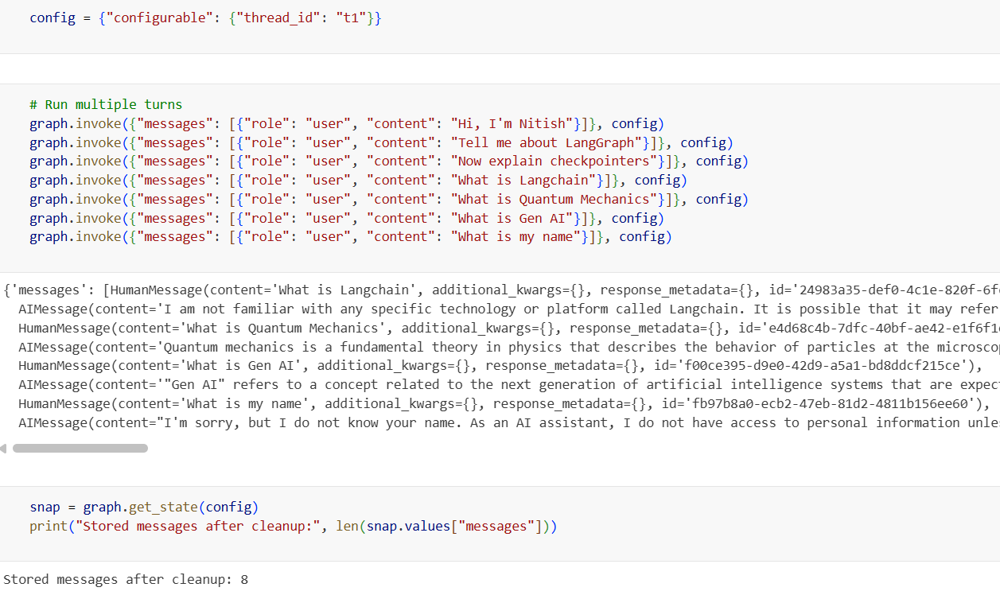 config = {"configurable": {"thread_id": "t1"}}
# Run multiple turns
graph.invoke({"messages": [{"role": "user", "content": "Hi, I'm Nitish"}]}, config)
graph.invoke({"messages": [{"role": "user", "content": "Tell me about LangGraph"}]}, config)
graph.invoke({"messages": [{"role": "user", "content": "Now explain checkpointers"}]}, config)
graph.invoke({"messages": [{"role": "user", "content": "What is Langchain"}]}, config)
graph.invoke({"messages": [{"role": "user", "content": "What is Quantum Mechanics"}]}, config)
graph.invoke({"messages": [{"role": "user", "content": "What is Gen AI"}]}, config)
graph.invoke({"messages": [{"role": "user", "content": "What is my name"}]}, config)
{'messages': [HumanMessage(content='What is Langchain', additional_kwargs={}, response_metadata={}, id='24983a35-def0-4c1e-820f-6f
AIMessage(content='I am not familiar with any specific technology or platform called Langchain. It is possible that it may refer
HumanMessage(content='What is Quantum Mechanics', additional_kwargs={}, response_metadata={}, id='e4d68c4b-7dfc-40bf-ae42-e1f6f1
AIMessage(content='Quantum mechanics is a fundamental theory in physics that describes the behavior of particles at the microsco
HumanMessage(content='What is Gen AI', additional_kwargs={}, response_metadata={}, id='f00ce395-d9e0-42d9-a5a1-bd8ddcf215ce'),
AIMessage(content='"Gen AI" refers to a concept related to the next generation of artificial intelligence systems that are expec
HumanMessage(content='What is my name', additional_kwargs={}, response_metadata={}, id='fb97b8a0-ecb2-47eb-81d2-4811b156ee60'),
AIMessage(content="I'm sorry, but I do not know your name. As an AI assistant, I do not have access to personal information unle
snap = graph.get_state(config)
print("Stored messages after cleanup:", len(snap.values["messages"]))
Stored messages after cleanup: 8